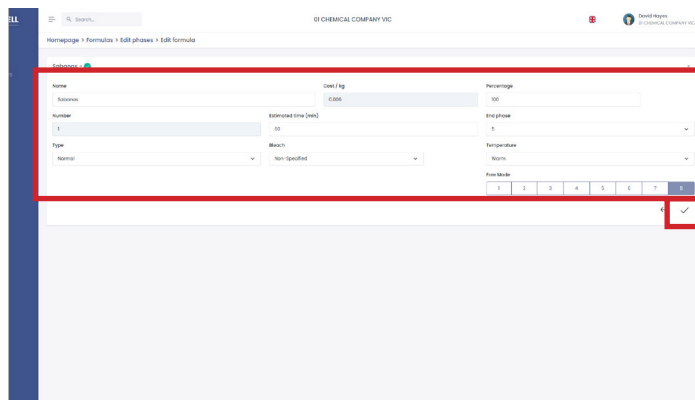 ELL
Search...
01 CHEMICAL COMPANY VIC
David Hayes
01 CHEMICAL COMPANY VIC
Homepage > Formulas > Edit phases > Edit formula
Sabanas -
Name
Cost / kg
Percentage
Sabanas
0.006
100
Number
Estimated time (min)
End phase
1
50
5
Type
Bleach
Temperature
Normal
Non-Specified
Warm
Free Mode
1 2 3 4 5 6 7 8